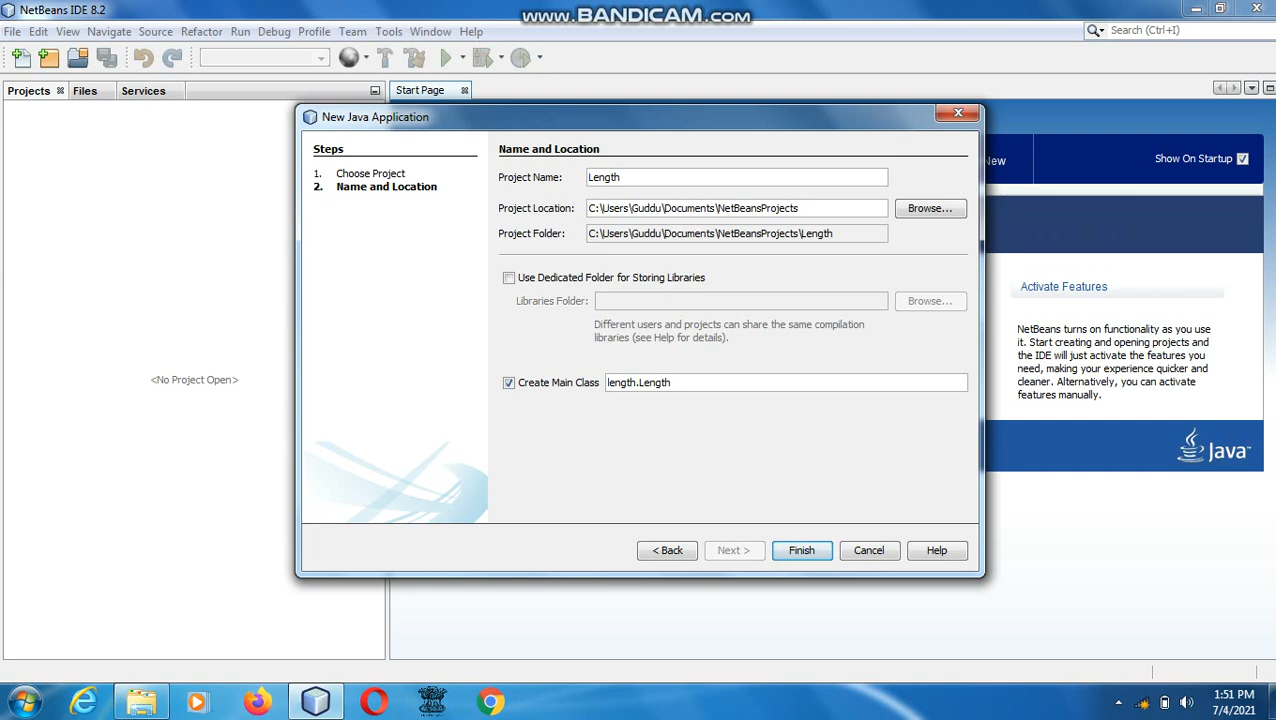 NetBeans IDE 8.2
www.BANDICAM.com
File Edit View Navigate Source Refactor Run Debug Profile Team Tools Window Help
Search (Ctrl+I)
Projects Files Services
Start Page
New Java Application
Steps
1. Choose Project
2. Name and Location
Name and Location
Project Name: Length
Project Location: C:\Users\Guddu\Documents\NetBeansProjects Browse...
Project Folder: C:\Users\Guddu\Documents\NetBeansProjects\Length
Use Dedicated Folder for Storing Libraries
Libraries Folder: Browse...
Different users and projects can share the same compilation
libraries (see Help for details).
Create Main Class length.Length
< Back Next > Finish Cancel Help
<No Project Open>
New
Show On Startup
Activate Features
NetBeans turns on functionality as you use
it. Start creating and opening projects and
the IDE will just activate the features you
need, making your experience quicker and
cleaner. Alternatively, you can activate
features manually.
Java™
1:51 PM
7/4/2021